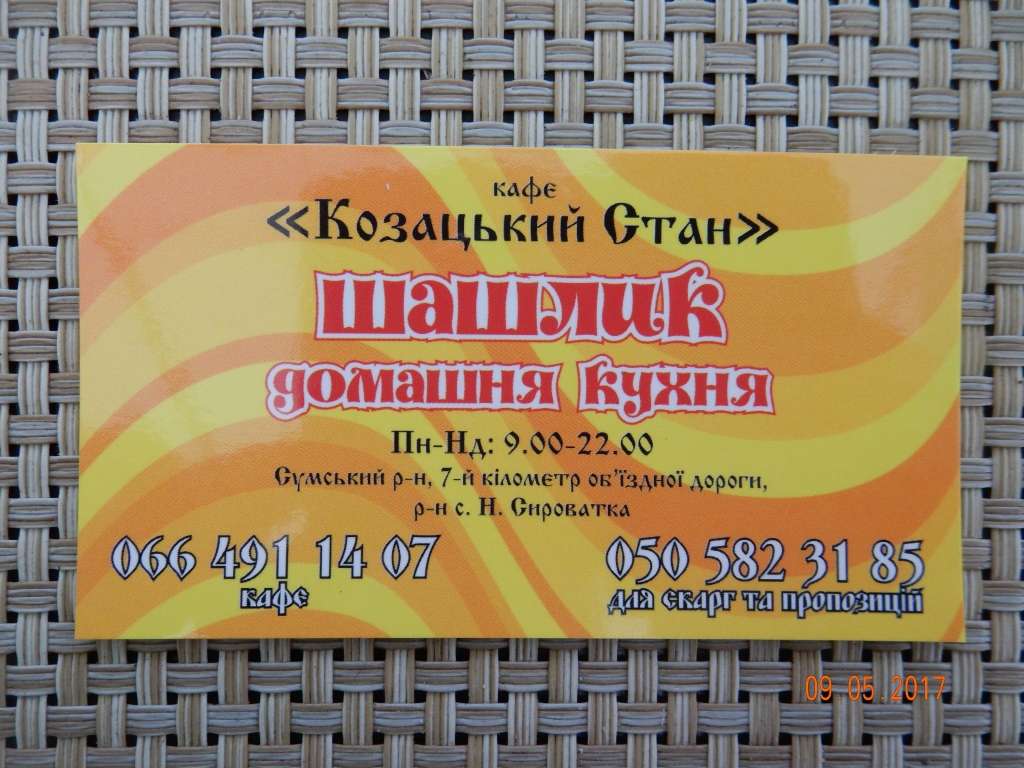 кафе
«Козацький Стан»
шашлик
домашня кухня
Пн-Нд: 9.00-22.00
Сумський р-н, 7-й кілометр об'їздної дороги,
р-н с. Н. Сироватка
066 491 14 07
кафе
050 582 31 85
для скарг та пропозицій
09 05 2017